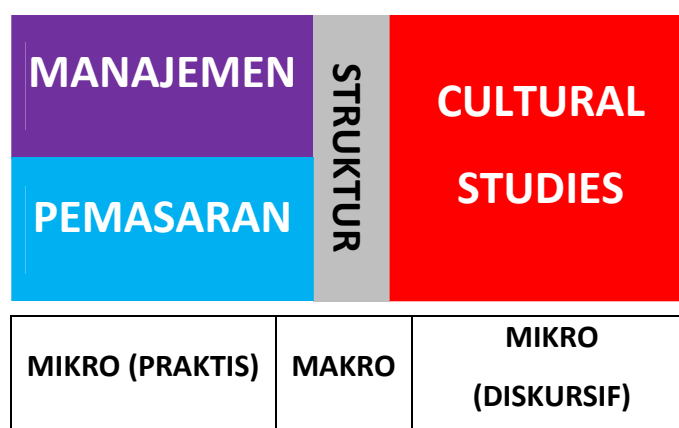 MANAJEMEN
PEMASARAN
STRUKTUR
CULTURAL
STUDIES
MIKRO (PRAKTIS)
MAKRO
MIKRO
(DISKURSIF)